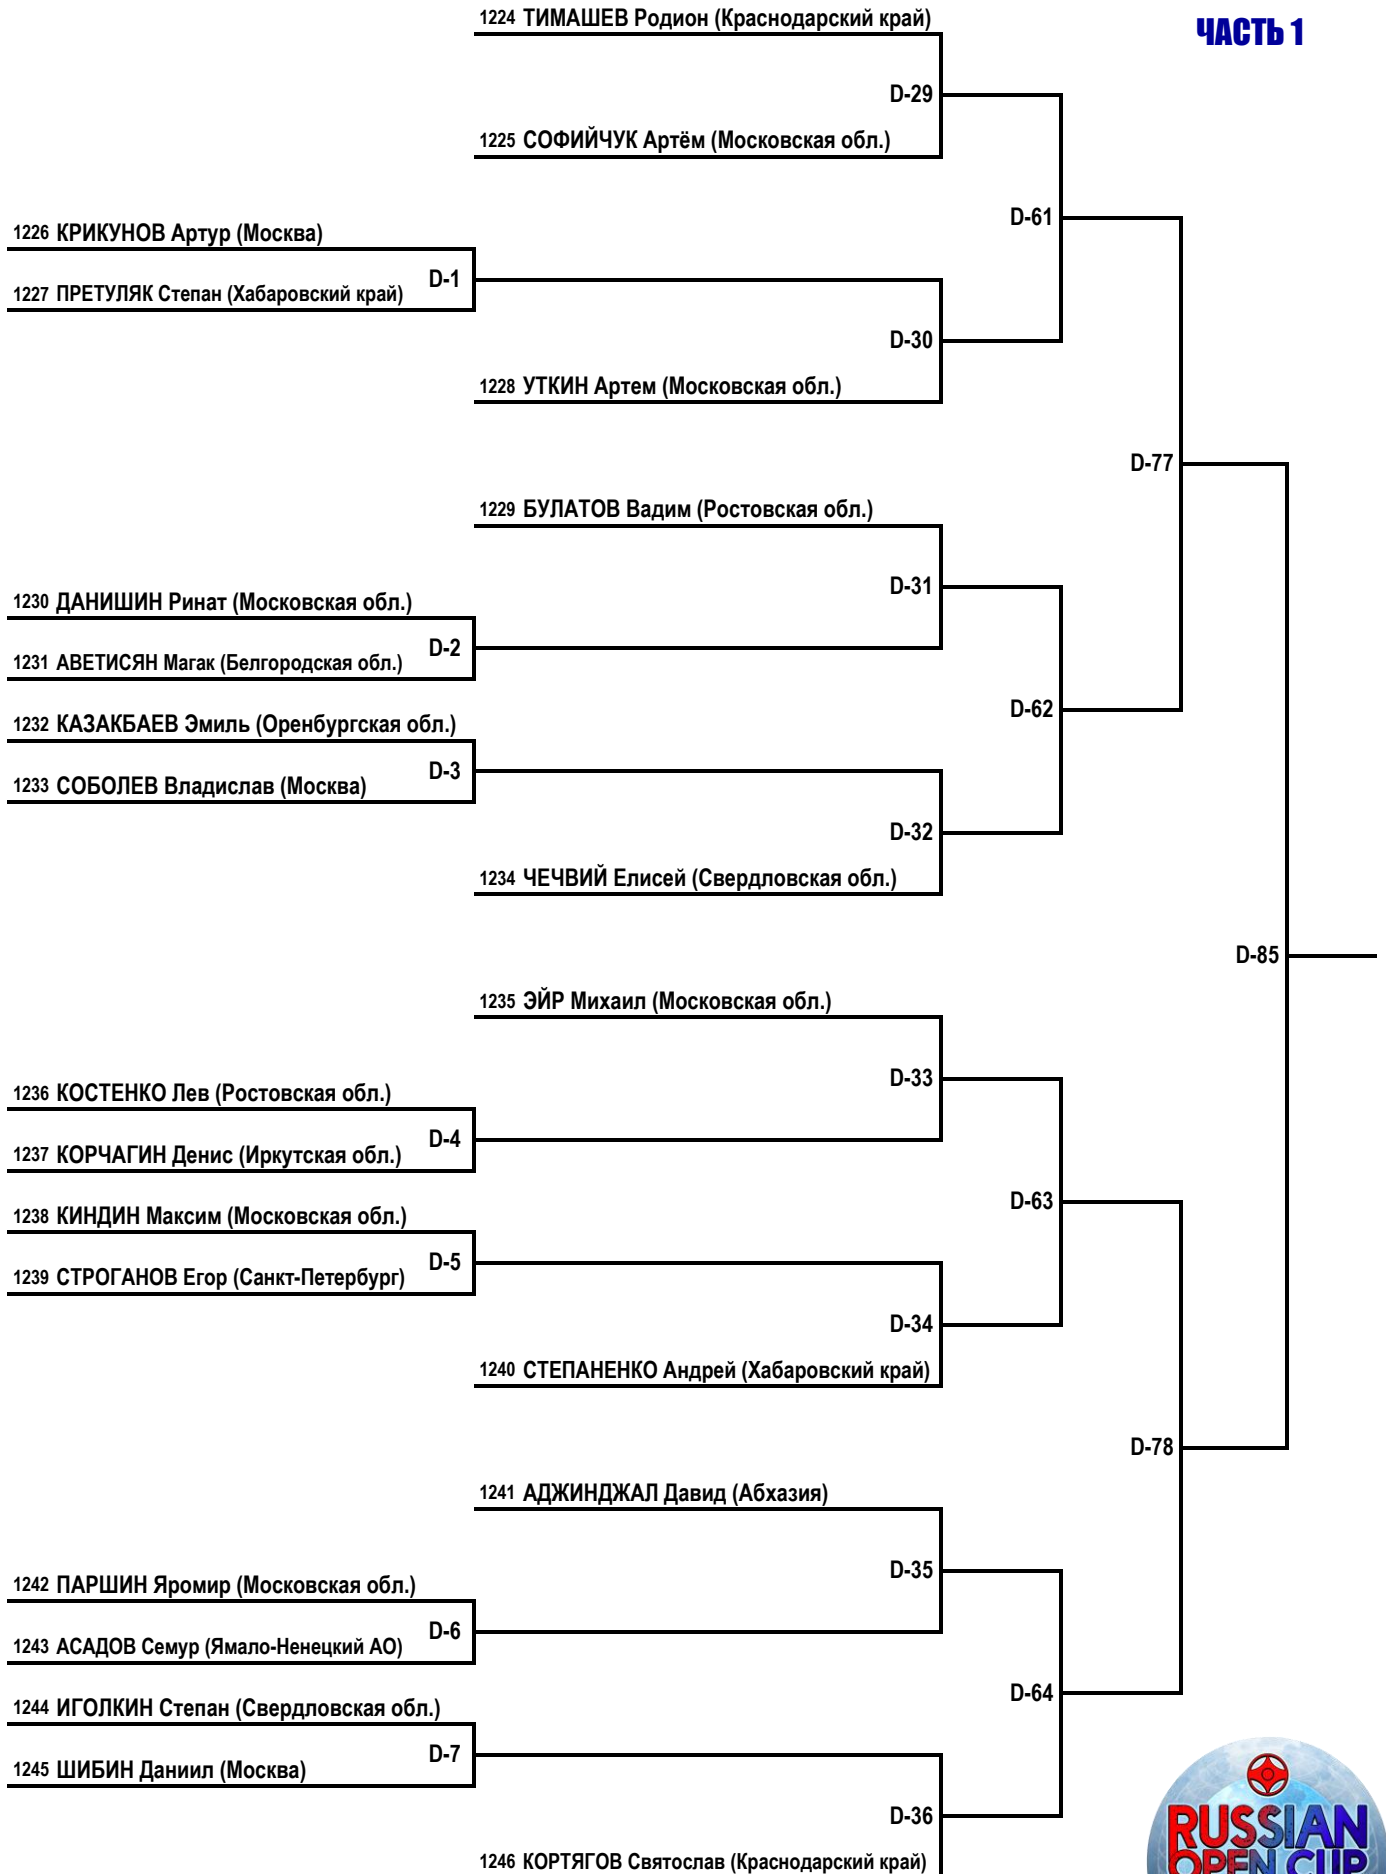 1224 ТИМАШЕВ Родион (Краснодарский край)
ЧАСТЬ 1
D-29
1225 СОФИЙЧУК Артём (Московская обл.)
D-61
1226 КРИКУНОВ Артур (Москва)
D-1
1227 ПРЕТУЛЯК Степан (Хабаровский край)
D-30
1228 УТКИН Артем (Московская обл.)
D-77
1229 БУЛАТОВ Вадим (Ростовская обл.)
D-31
1230 ДАНИШИН Ринат (Московская обл.)
D-2
1231 АВЕТИСЯН Магак (Белгородская обл.)
D-62
1232 КАЗАКБАЕВ Эмиль (Оренбургская обл.)
D-3
1233 СОБОЛЕВ Владислав (Москва)
D-32
1234 ЧЕЧВИЙ Елисей (Свердловская обл.)
D-85
1235 ЭЙР Михаил (Московская обл.)
D-33
1236 КОСТЕНКО Лев (Ростовская обл.)
D-4
1237 КОРЧАГИН Денис (Иркутская обл.)
D-63
1238 КИНДИН Максим (Московская обл.)
D-5
1239 СТРОГАНОВ Егор (Санкт-Петербург)
D-34
1240 СТЕПАНЕНКО Андрей (Хабаровский край)
D-78
1241 АДЖИНДЖАЛ Давид (Абхазия)
D-35
1242 ПАРШИН Яромир (Московская обл.)
D-6
1243 АСАДОВ Семур (Ямало-Ненецкий АО)
D-64
1244 ИГОЛКИН Степан (Свердловская обл.)
D-7
1245 ШИБИН Даниил (Москва)
D-36
1246 КОРТЯГОВ Святослав (Краснодарский край)
RUSSIAN
OPEN CUP